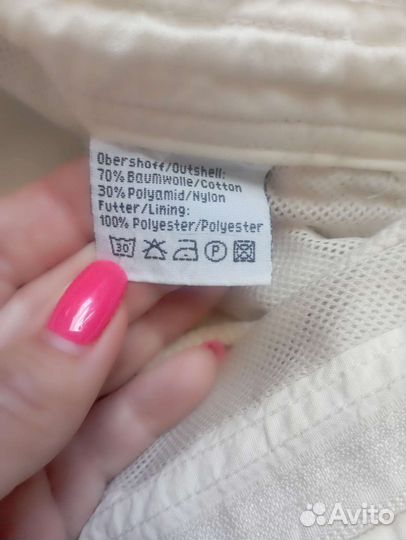 Obershoff/Outshell:
70% Baumwolle/Cotton
30% Polyamid/Nylon
Futter/Lining:
100% Polyester/Polyester
30° P
Avito